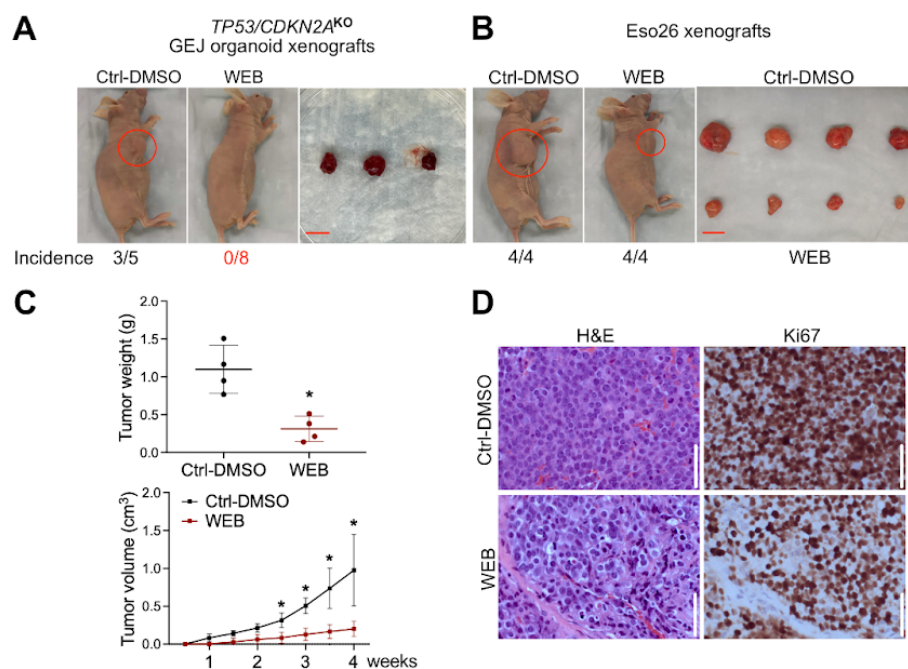 A
TP53/CDKN2A^KO
GEJ organoid xenografts
Ctrl-DMSO WEB
Incidence 3/5 0/8
B
Eso26 xenografts
Ctrl-DMSO WEB Ctrl-DMSO
4/4 4/4 WEB
C
Tumor weight (g)
2.0
1.5
1.0
0.5
0.0
*
Ctrl-DMSO WEB
Tumor volume (cm³)
2.0
1.5
1.0
0.5
0.0
Ctrl-DMSO
WEB
* * * *
1 2 3 4 weeks
D
H&E Ki67
Ctrl-DMSO
WEB